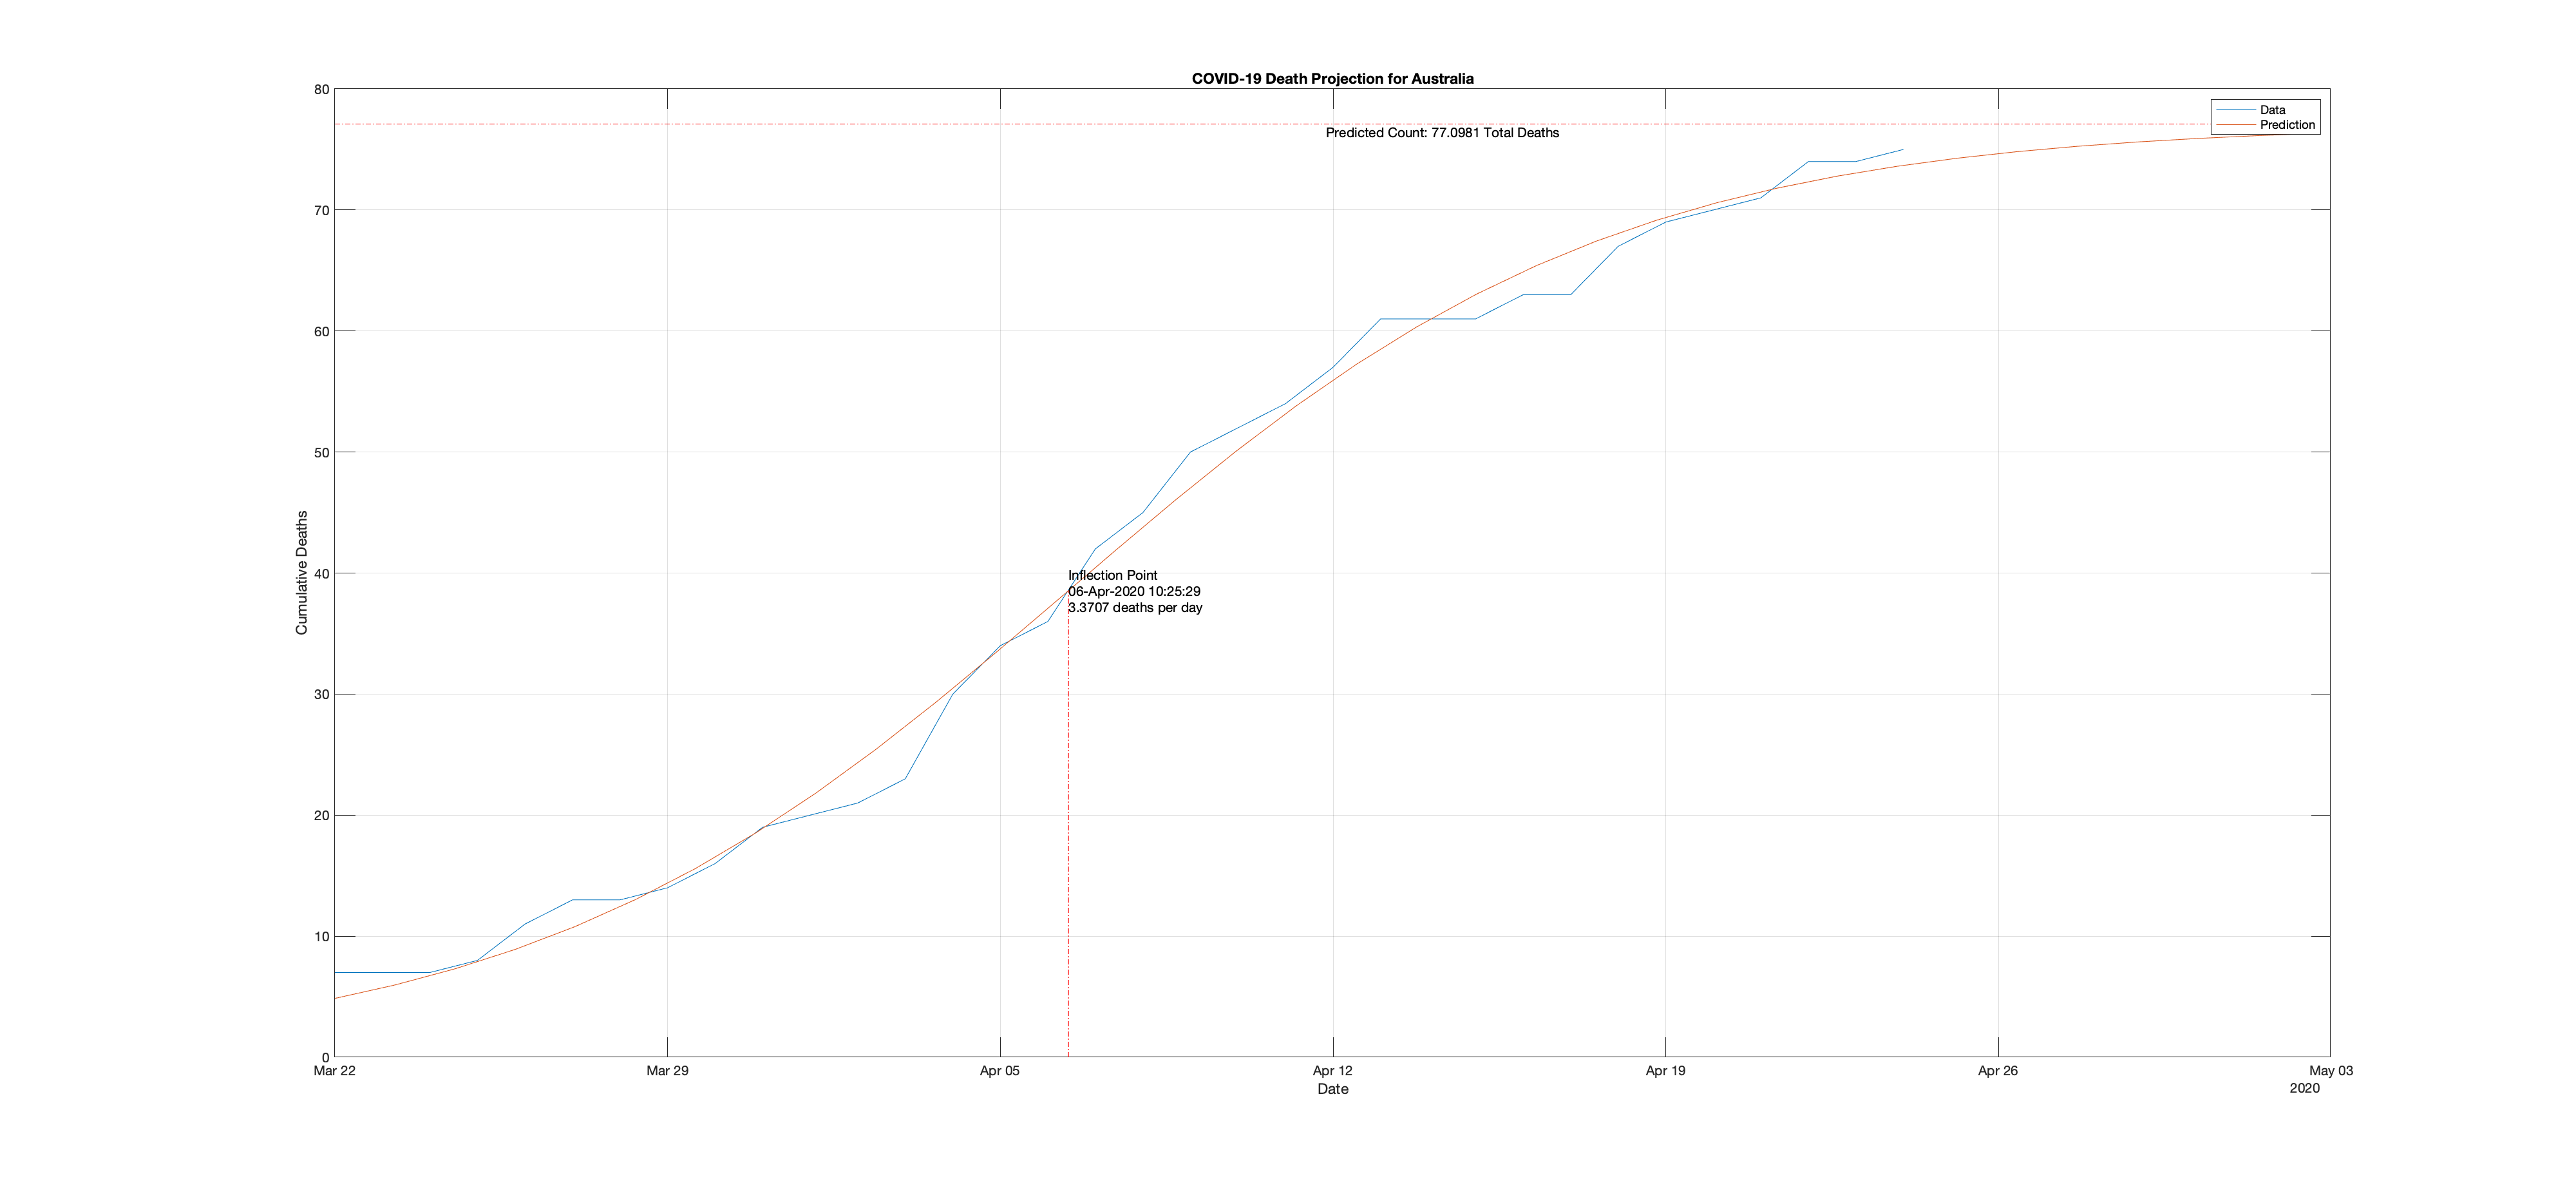 COVID-19 Death Projection for Australia
80
Data
Prediction
Predicted Count: 77.0981 Total Deaths
70
60
50
40
30
20
10
0
Cumulative Deaths
Inflection Point
06-Apr-2020 10:25:29
3.3707 deaths per day
Mar 22
Mar 29
Apr 05
Apr 12
Apr 19
Apr 26
May 03
Date
2020